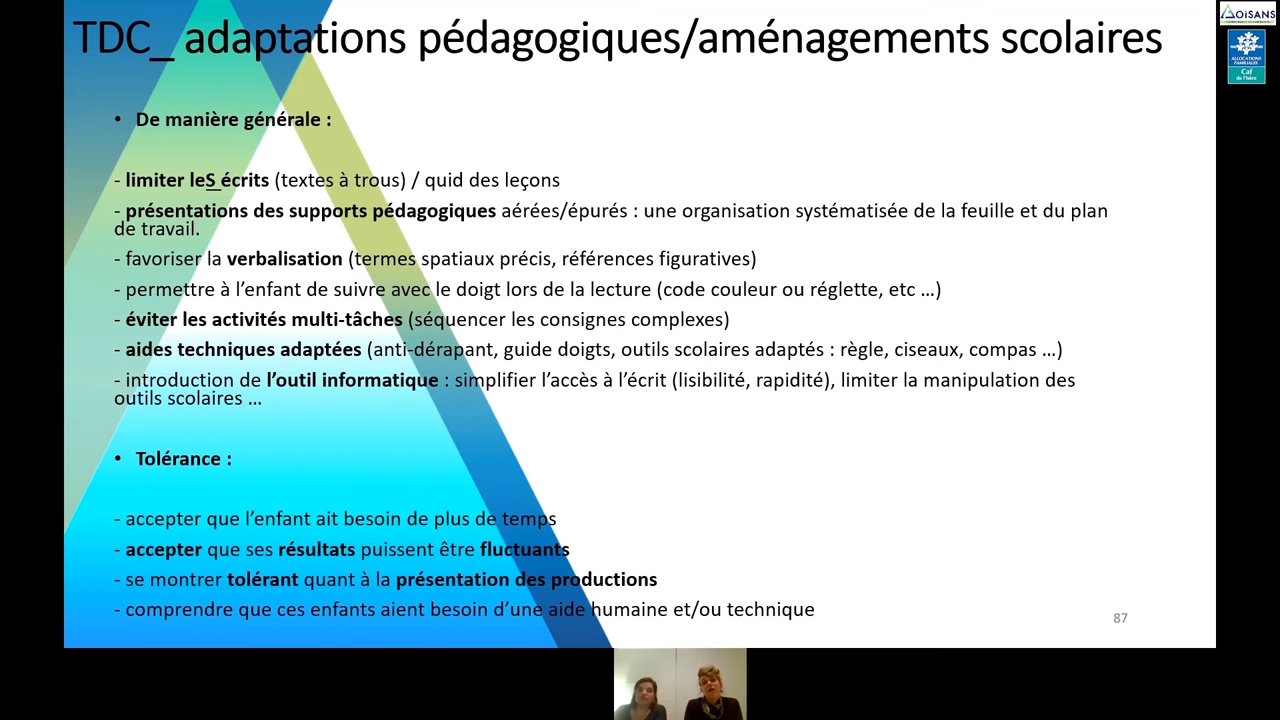 TDC_ adaptations pédagogiques/aménagements scolaires
OISANS
ALLOCATIONS
FAMILIALES
Caf
de l'Isère
• De manière générale :
- limiter leS écrits (textes à trous) / quid des leçons
- présentations des supports pédagogiques aérées/épurés : une organisation systématisée de la feuille et du plan
de travail.
- favoriser la verbalisation (termes spatiaux précis, références figuratives)
- permettre à l'enfant de suivre avec le doigt lors de la lecture (code couleur ou réglette, etc …)
- éviter les activités multi-tâches (séquencer les consignes complexes)
- aides techniques adaptées (anti-dérapant, guide doigts, outils scolaires adaptés : règle, ciseaux, compas …)
- introduction de l'outil informatique : simplifier l'accès à l'écrit (lisibilité, rapidité), limiter la manipulation des
outils scolaires …
• Tolérance :
- accepter que l'enfant ait besoin de plus de temps
- accepter que ses résultats puissent être fluctuants
- se montrer tolérant quant à la présentation des productions
- comprendre que ces enfants aient besoin d'une aide humaine et/ou technique
87